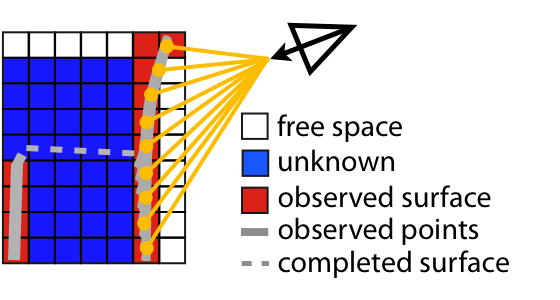 free space
unknown
observed surface
observed points
completed surface